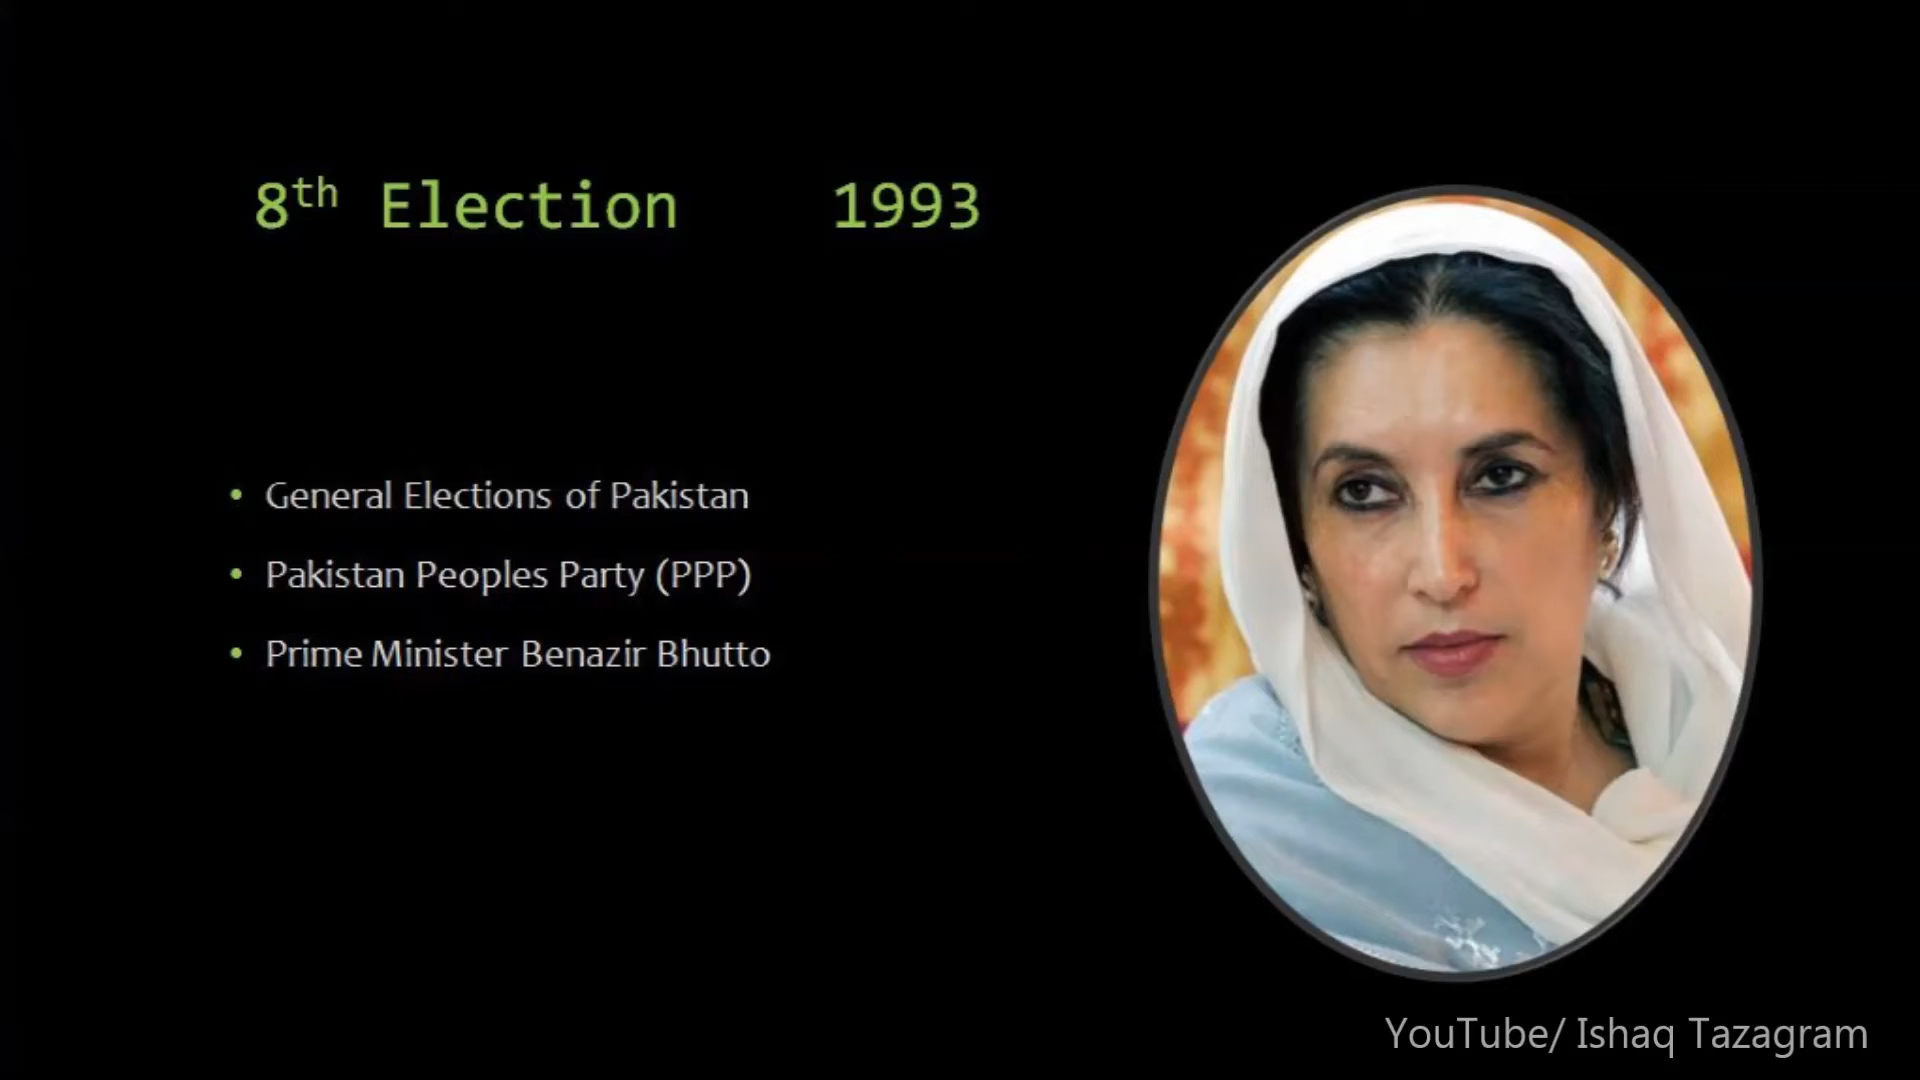 8th Election 1993
• General Elections of Pakistan
• Pakistan Peoples Party (PPP)
• Prime Minister Benazir Bhutto
YouTube/ Ishaq Tazagram